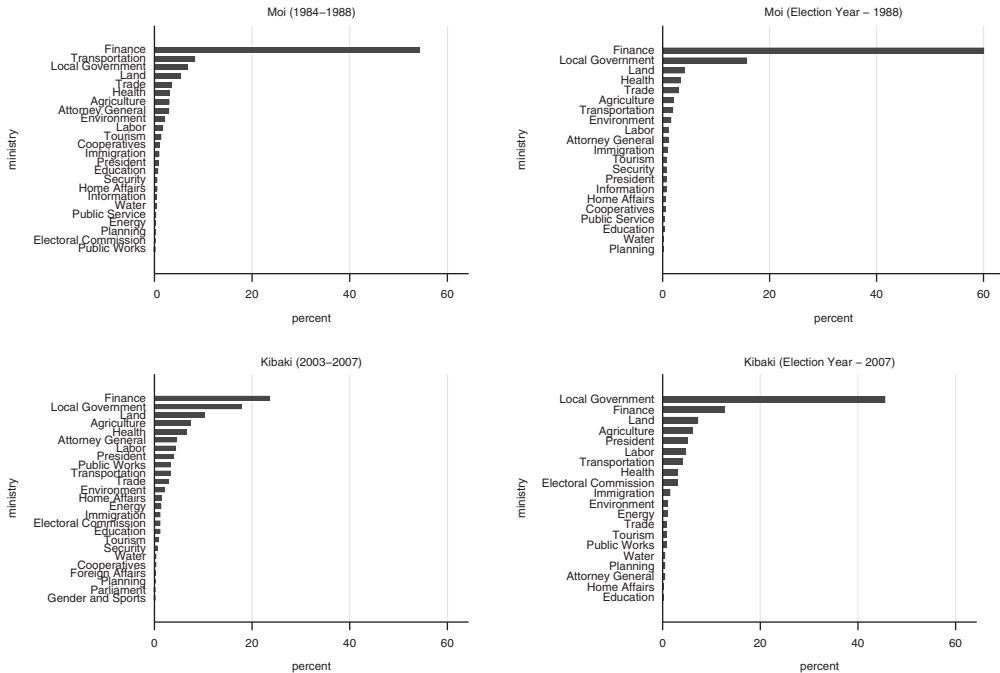 Moi (1984–1988)
ministry
Finance
Transportation
Local Government
Land
Trade
Health
Agriculture
Attorney General
Environment
Labor
Tourism
Cooperatives
Immigration
President
Education
Security
Home Affairs
Information
Water
Public Service
Energy
Planning
Electoral Commission
Public Works
0 20 40 60
percent
Moi (Election Year – 1988)
ministry
Finance
Local Government
Land
Health
Trade
Agriculture
Transportation
Environment
Labor
Attorney General
Immigration
Tourism
Security
President
Information
Home Affairs
Cooperatives
Public Service
Education
Water
Planning
0 20 40 60
percent
Kibaki (2003–2007)
ministry
Finance
Local Government
Land
Agriculture
Health
Attorney General
Labor
President
Public Works
Transportation
Trade
Environment
Home Affairs
Energy
Immigration
Electoral Commission
Education
Tourism
Security
Water
Cooperatives
Foreign Affairs
Planning
Parliament
Gender and Sports
0 20 40 60
percent
Kibaki (Election Year – 2007)
ministry
Local Government
Finance
Land
Agriculture
President
Labor
Transportation
Health
Electoral Commission
Immigration
Environment
Energy
Trade
Tourism
Public Works
Water
Planning
Attorney General
Home Affairs
Education
0 20 40 60
percent